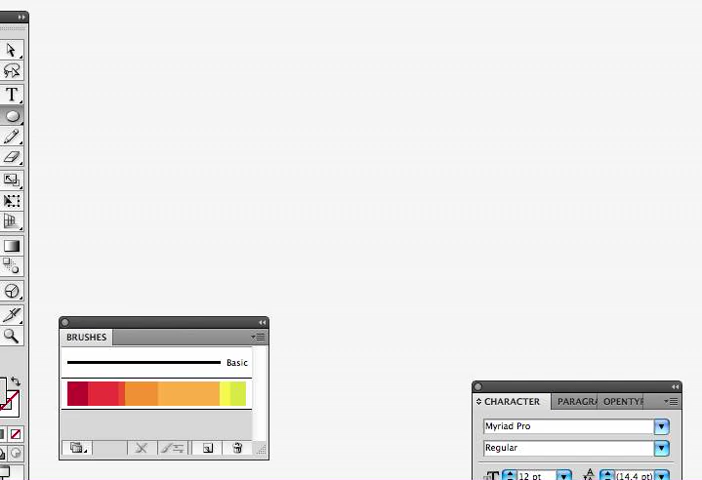 BRUSHES
Basic
CHARACTER PARAGRA OPENTYP
Myriad Pro
Regular
12 pt (14.4 pt)